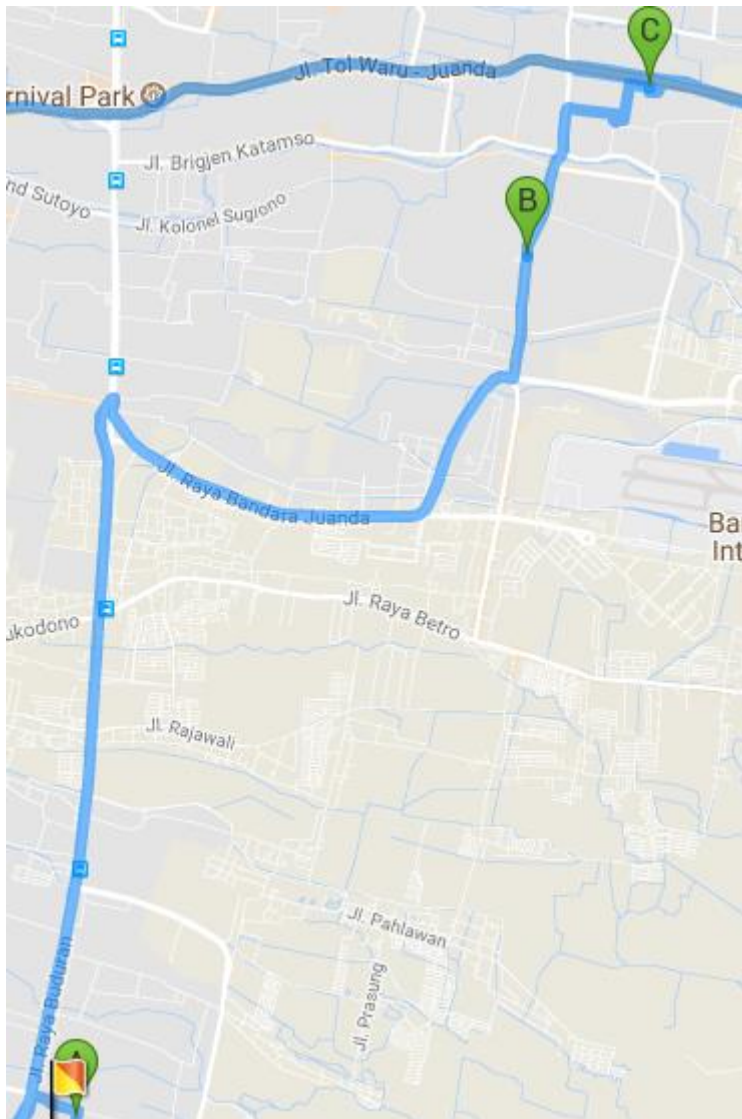 C
Jl. Tol Waru - Juanda
rnival Park
Jl. Brigjen Katamso
nd Sutoyo
Jl. Kolonel Sugiono
B
Jl. Raya Bandara Juanda
Ba
Int
Jl. Raya Betro
ukodono
Jl. Rajawali
Jl. Pahlawan
Jl. Prasung
Jl. Raya Buduran
A